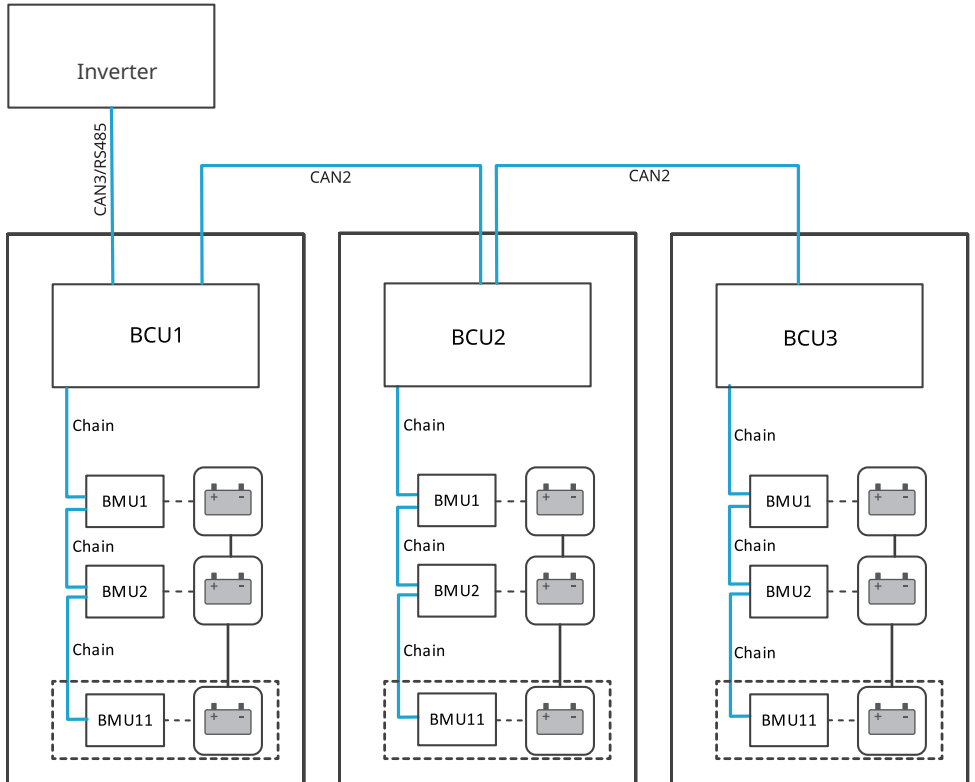 Inverter
CAN3/RS485
CAN2
CAN2
BCU1
BCU2
BCU3
Chain
Chain
Chain
BMU1
+ -
BMU1
+ -
BMU1
+ -
Chain
Chain
Chain
BMU2
+ -
BMU2
+ -
BMU2
+ -
Chain
Chain
Chain
BMU11
+ -
BMU11
+ -
BMU11
+ -